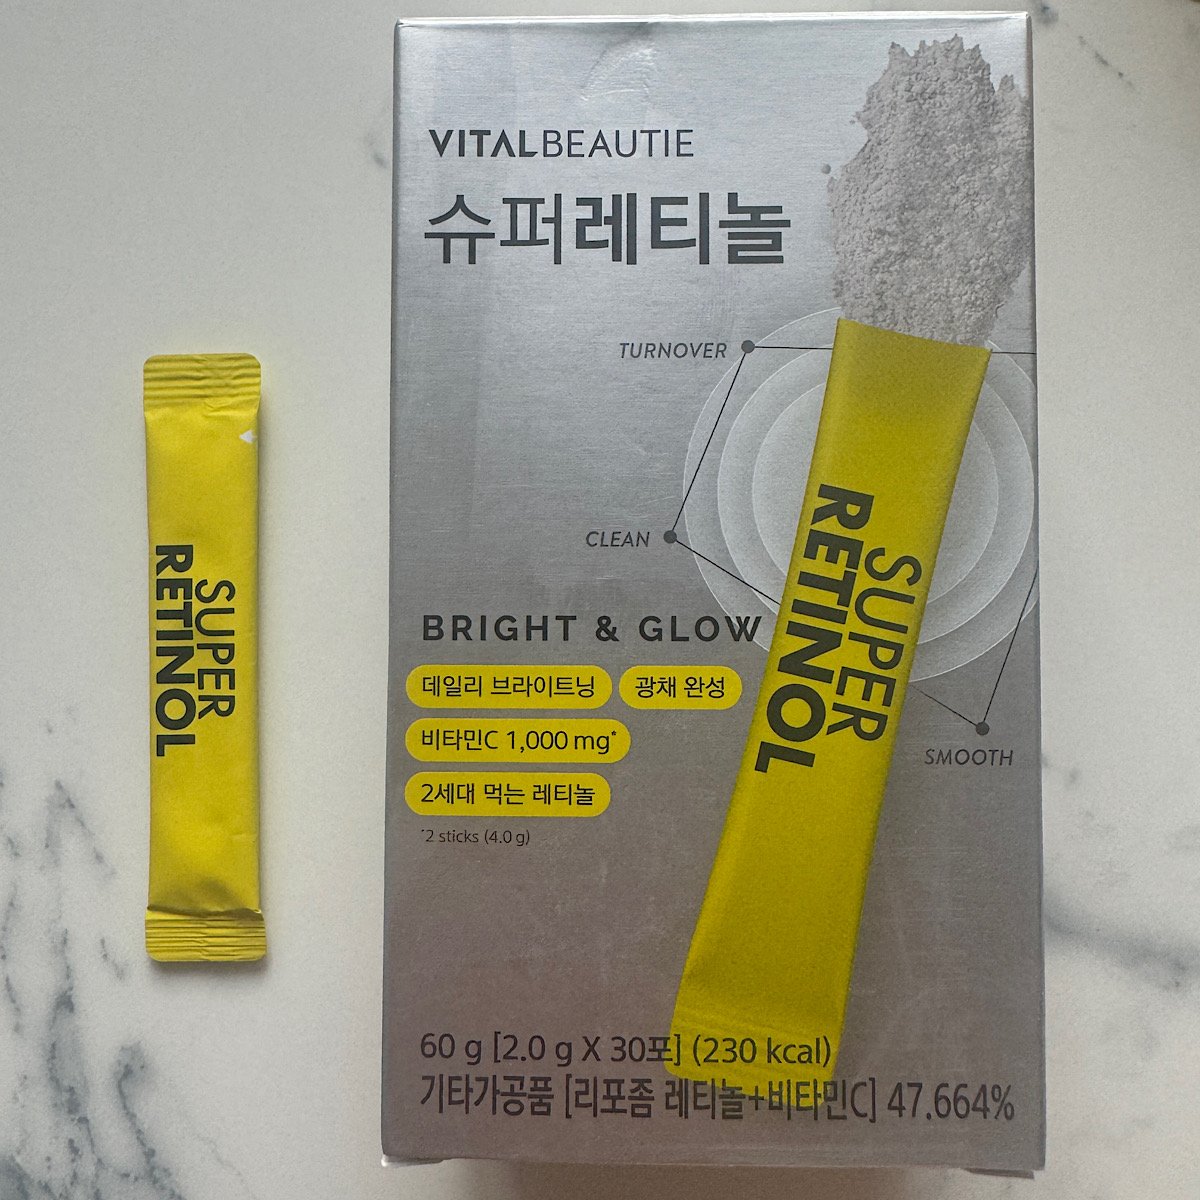 VITALBEAUTIE
슈퍼레티놀
TURNOVER
CLEAN
SMOOTH
SUPER
RETINOL
BRIGHT & GLOW
데일리 브라이트닝
광채 완성
비타민C 1,000 mg*
2세대 먹는 레티놀
*2 sticks (4.0 g)
60 g [2.0 g X 30포] (230 kcal)
기타가공품 [리포좀 레티놀+비타민C] 47.664%
SUPER
RETINOL